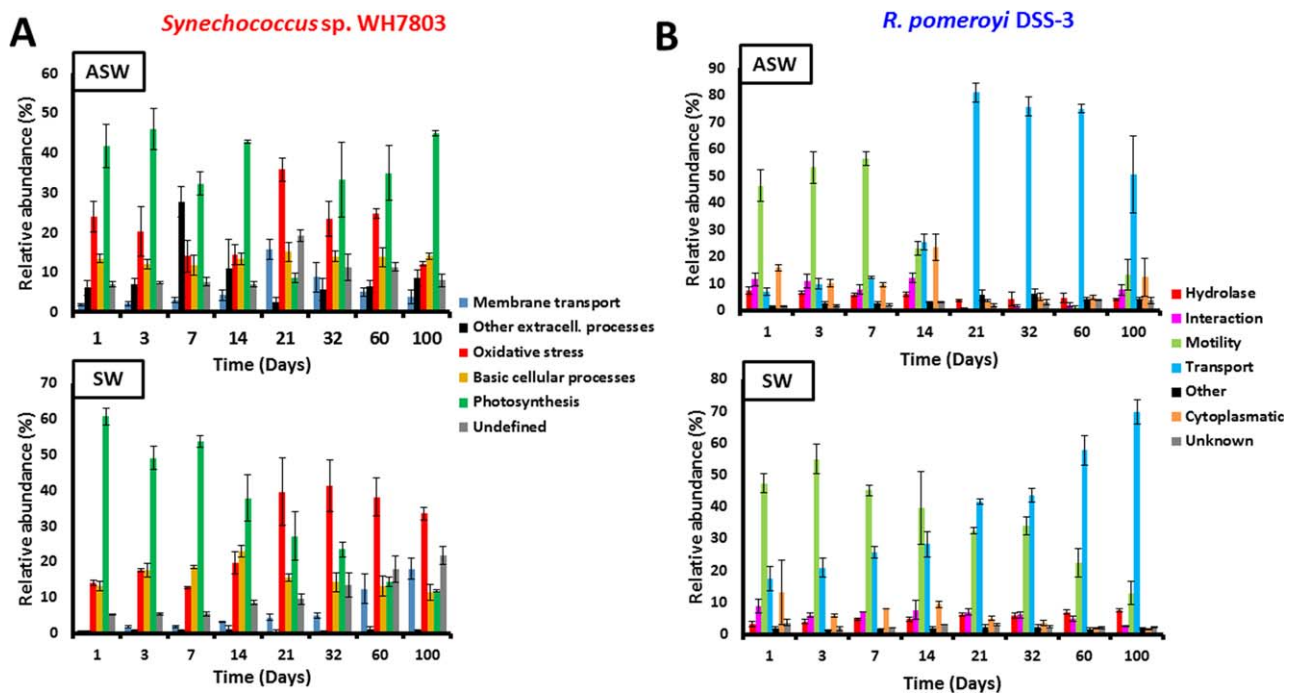 A
Synechococcus sp. WH7803
ASW
Relative abundance (%)
60
50
40
30
20
10
0
1 3 7 14 21 32 60 100
Time (Days)
Membrane transport
Other extracell. processes
Oxidative stress
Basic cellular processes
Photosynthesis
Undefined
SW
Relative abundance (%)
70
60
50
40
30
20
10
0
1 3 7 14 21 32 60 100
Time (Days)
B
R. pomeroyi DSS-3
ASW
Relative abundance (%)
90
80
70
60
50
40
30
20
10
0
1 3 7 14 21 32 60 100
Time (Days)
Hydrolase
Interaction
Motility
Transport
Other
Cytoplasmatic
Unknown
SW
Relative abundance (%)
80
70
60
50
40
30
20
10
0
1 3 7 14 21 32 60 100
Time (Days)